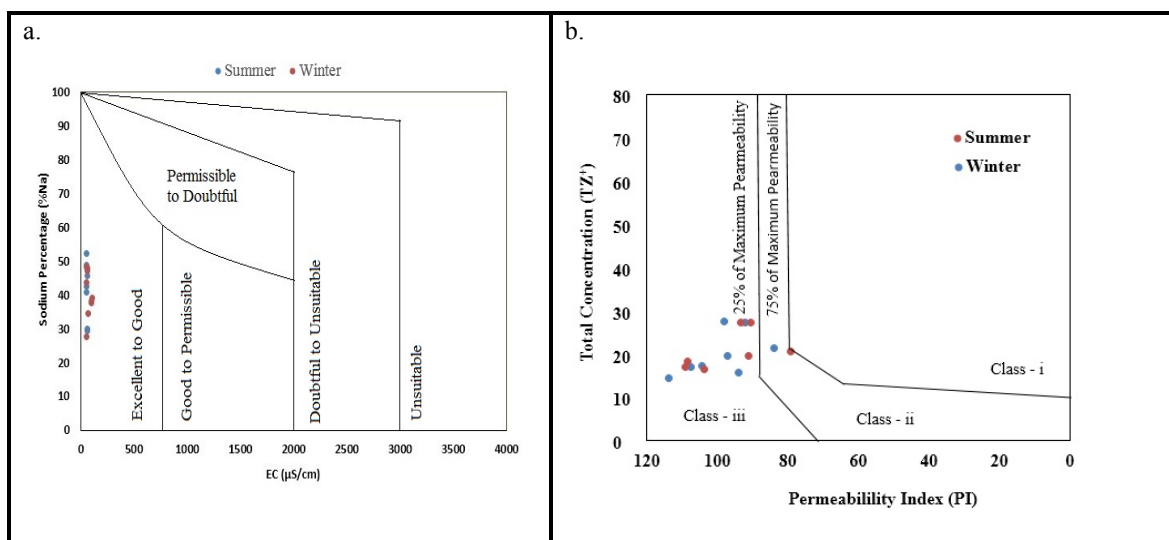 a.
Summer Winter
100
90
80
70
60
50
40
30
20
10
0
Sodium Percentage (%Na)
Permissible
to Doubtful
Excellent to Good
Good to Permissible
Doubtful to Unsuitable
Unsuitable
0 500 1000 1500 2000 2500 3000 4000
EC (µS/cm)
b.
80
70
60
50
40
30
20
10
0
Total Concentration (TZ⁺)
25% of Maximum Pearmeability
75% of Maximum Pearmeability
Summer
Winter
Class - i
Class - ii
Class - iii
120 100 80 60 40 20 0
Permeabilility Index (PI)